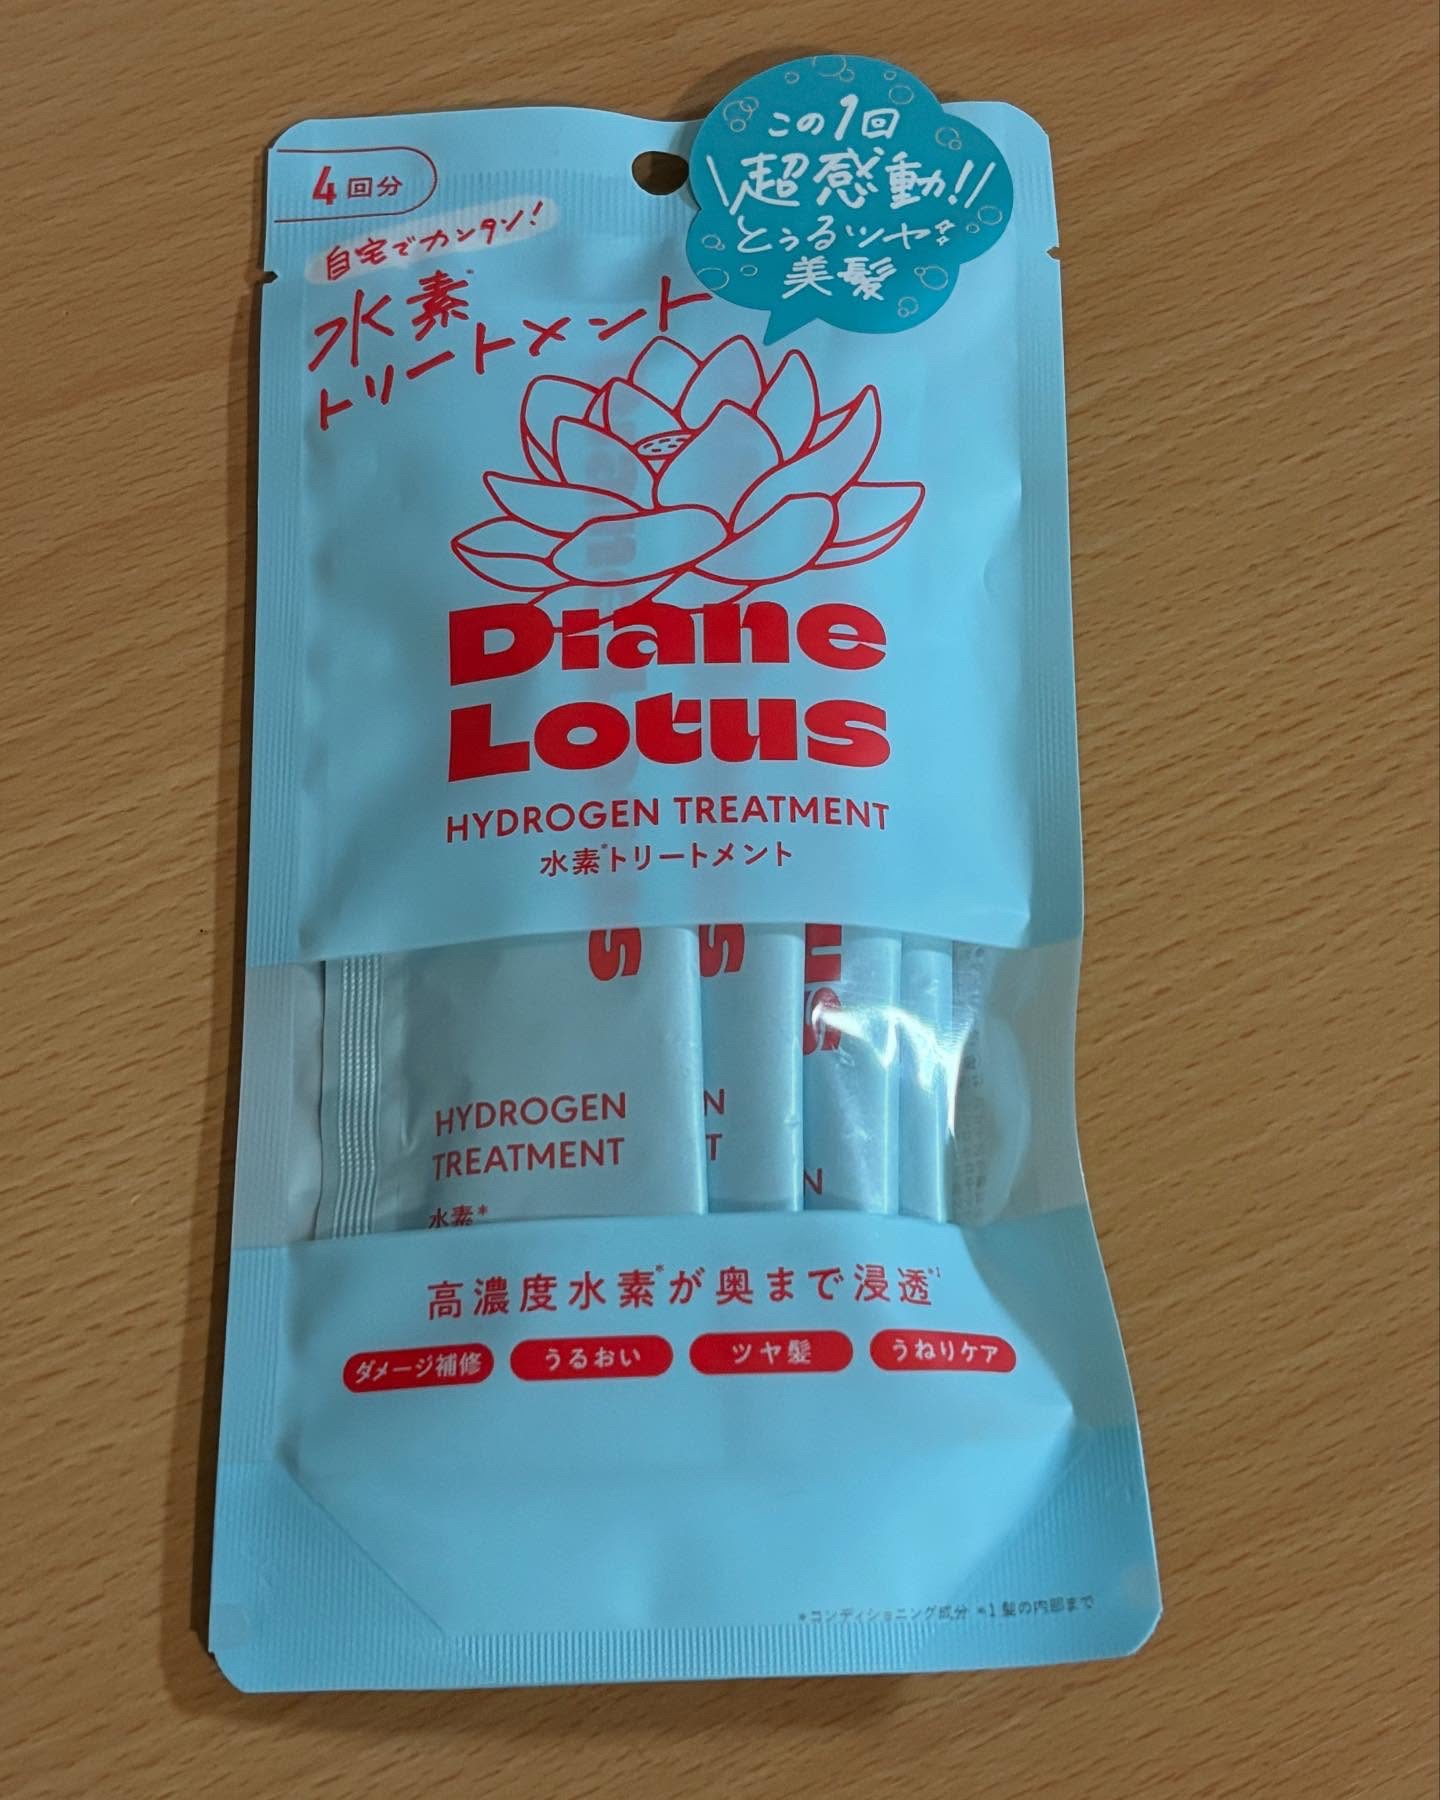 4回分
この1回
\超感動!!/
とぅるツヤ
美髪
自宅でカンタン!
水素*
トリートメント
Diane
Lotus
HYDROGEN TREATMENT
水素*トリートメント
S
S
us
HYDROGEN
TREATMENT
水素*
N
T
N
高濃度水素*が奥まで浸透*1
ダメージ補修 うるおい ツヤ髪 うねりケア
*コンディショニング成分 *1 髪の内部まで